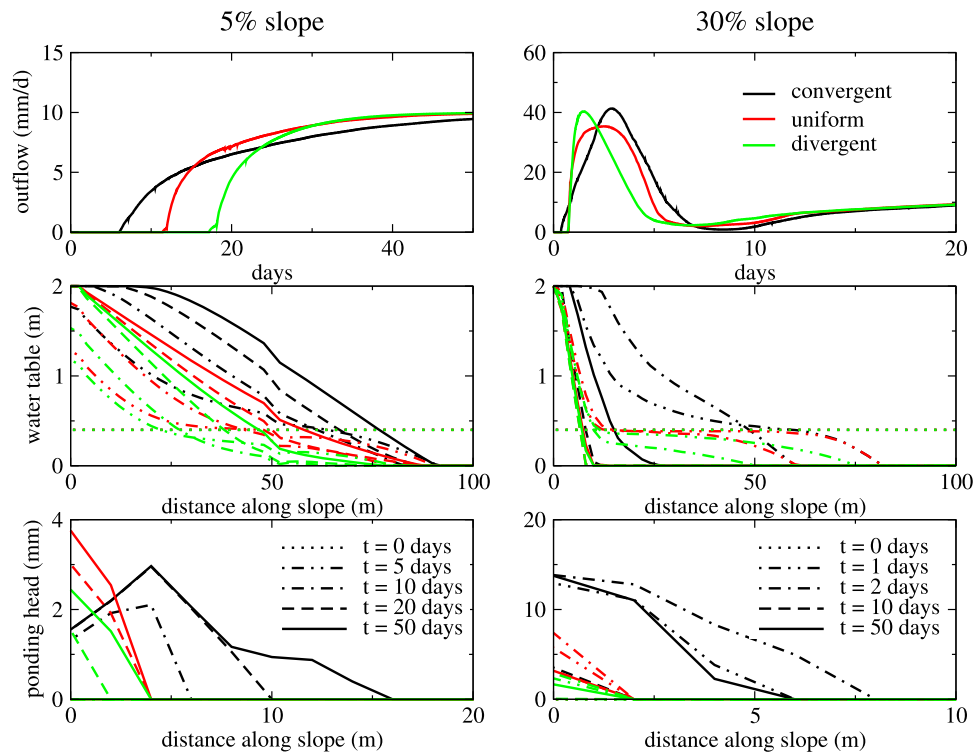 5% slope
30% slope
outflow (mm/d)
15
10
5
0
0
20
40
days
60
40
20
0
0
10
20
days
convergent
uniform
divergent
water table (m)
2
1
0
0
50
100
distance along slope (m)
2
1
0
0
50
100
distance along slope (m)
ponding head (mm)
4
2
0
0
10
20
distance along slope (m)
t = 0 days
t = 5 days
t = 10 days
t = 20 days
t = 50 days
20
10
0
0
5
10
distance along slope (m)
t = 0 days
t = 1 days
t = 2 days
t = 10 days
t = 50 days